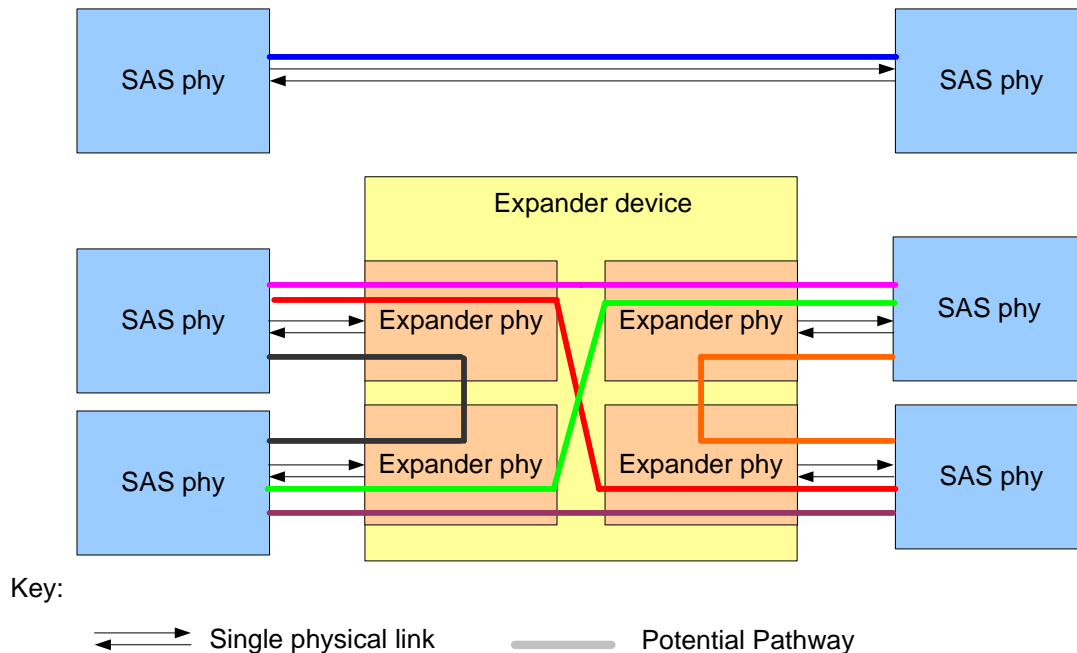 SAS phy
SAS phy
Expander device
SAS phy
Expander phy
Expander phy
SAS phy
SAS phy
Expander phy
Expander phy
SAS phy
Key:
Single physical link
Potential Pathway